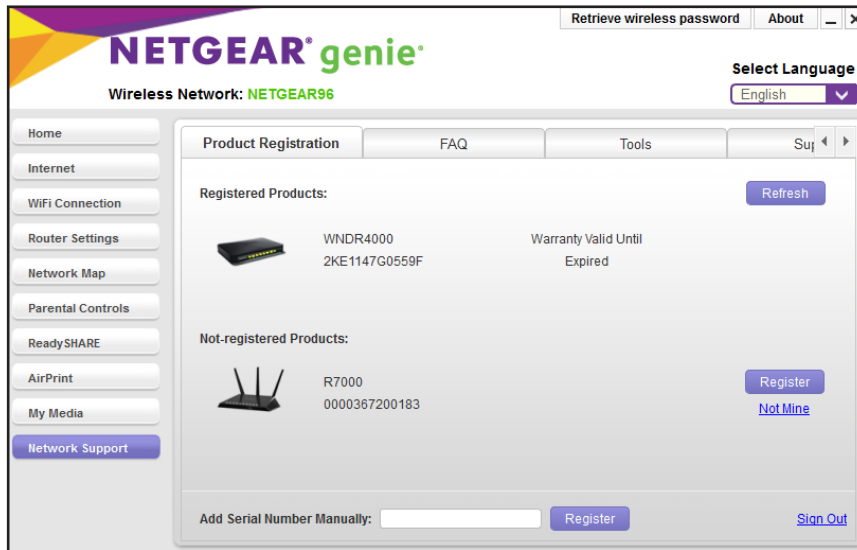 Retrieve wireless password About
NETGEAR® genie®
Select Language
Wireless Network: NETGEAR96
English
Home
Internet
WiFi Connection
Router Settings
Network Map
Parental Controls
ReadySHARE
AirPrint
My Media
Network Support
Product Registration FAQ Tools
Registered Products:
Refresh
WNDR4000 Warranty Valid Until
2KE1147G0559F Expired
Not-registered Products:
R7000
0000367200183
Register
Not Mine
Add Serial Number Manually: Register Sign Out